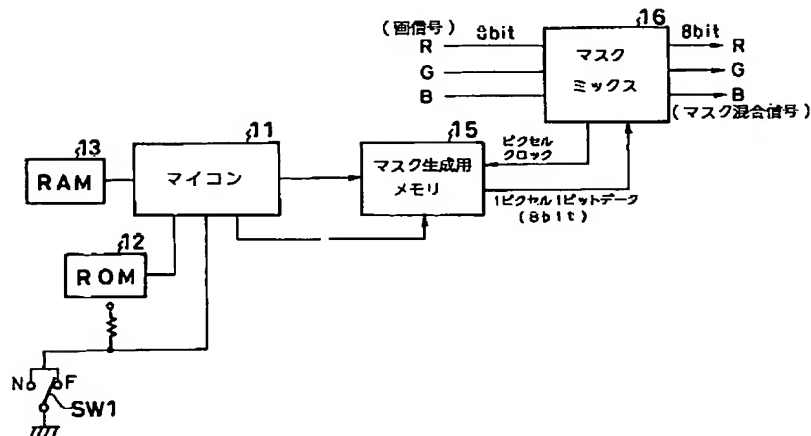 16
(画信号) 8bit
マスク
ミックス
8bit
R
G
B
R
G
B
(マスク混合信号)
11
15
13
RAM
マイコン
マスク生成用
メモリ
ピクセル
クロック
1ピクセル1ビットデータ
(8bit)
12
ROM
N
F
SW1